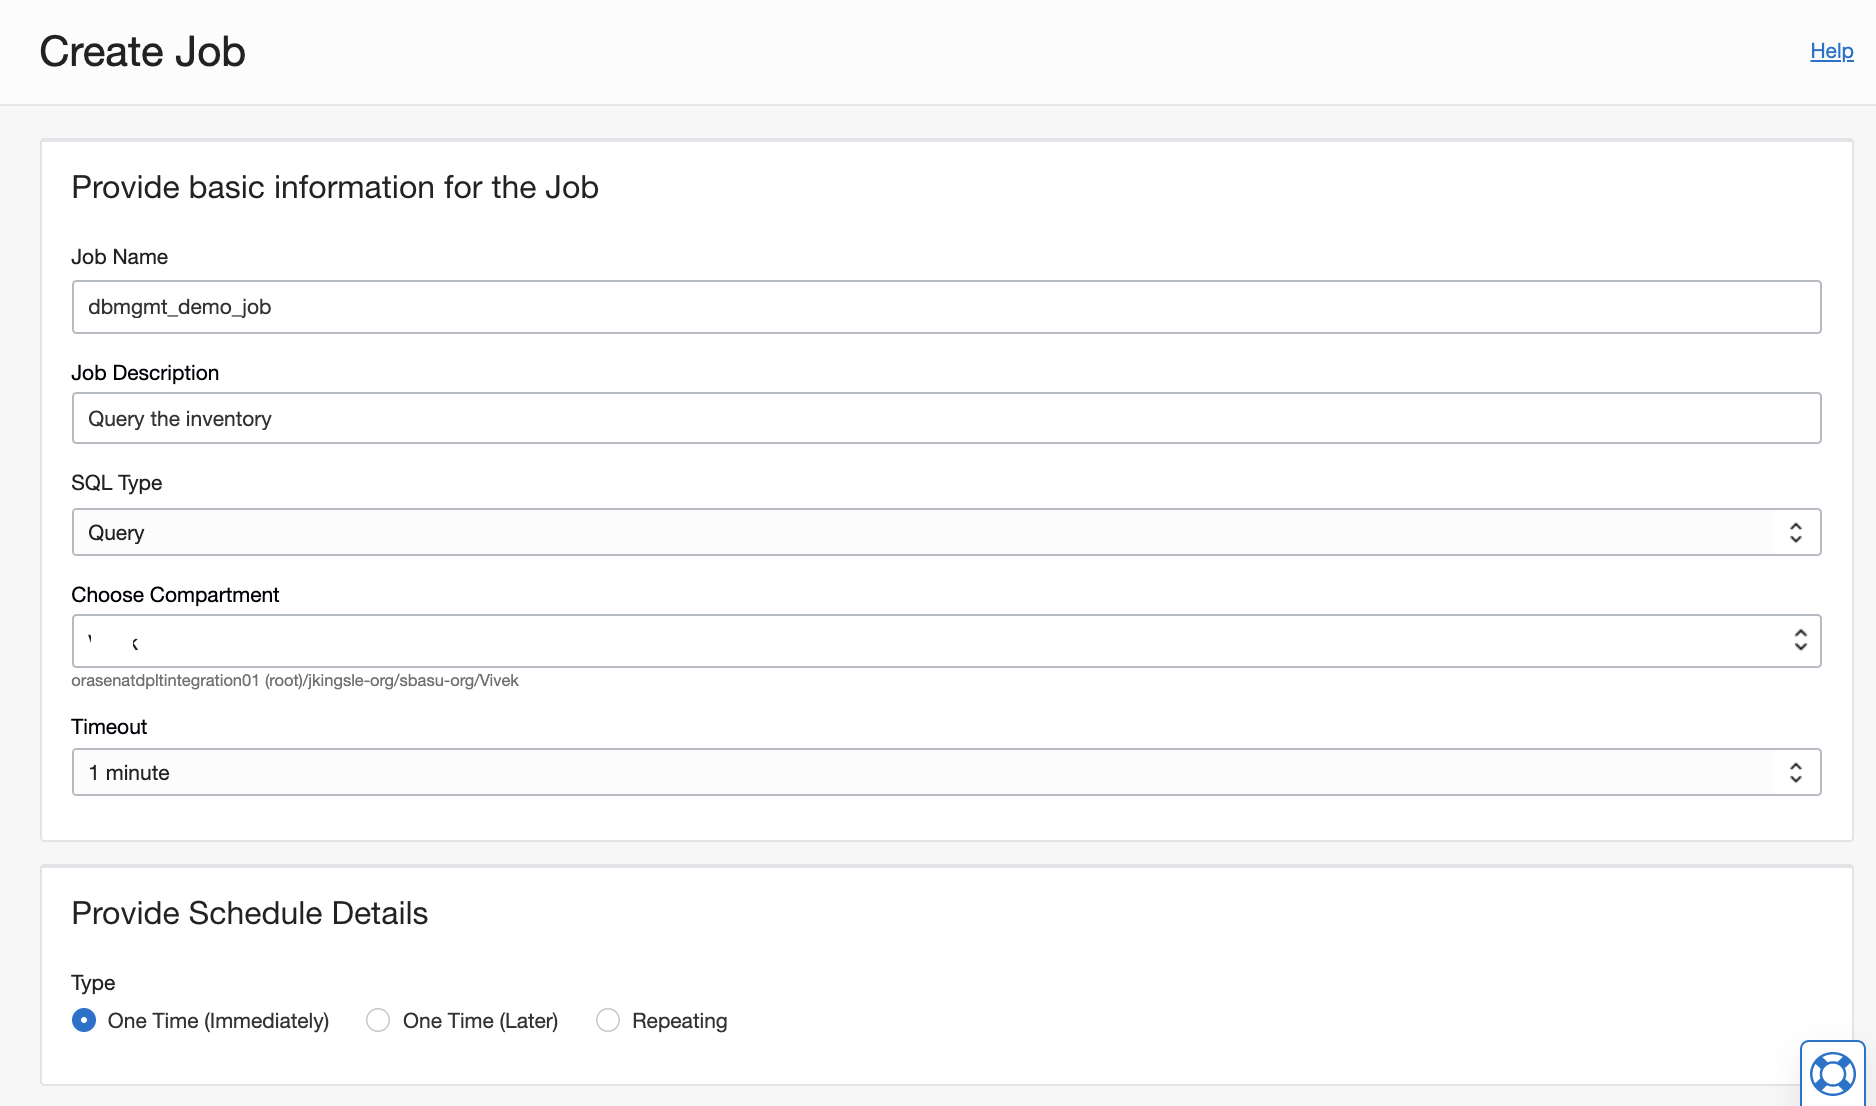 Create Job
Help
Provide basic information for the Job
Job Name
dbmgmt_demo_job
Job Description
Query the inventory
SQL Type
Query
Choose Compartment
orasenatdpltintegration01 (root)/jkingsle-org/sbasu-org/Vivek
Timeout
1 minute
Provide Schedule Details
Type
One Time (Immediately) One Time (Later) Repeating